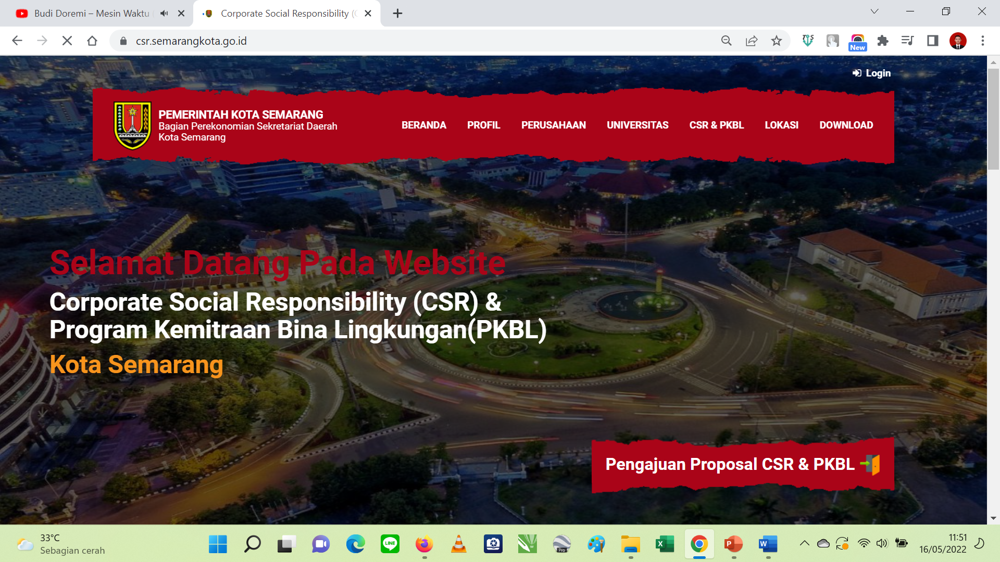 Budi Doremi – Mesin Waktu
Corporate Social Responsibility (C
csr.semarangkota.go.id
TVS
New
Login
PEMERINTAH KOTA SEMARANG
Bagian Perekonomian Sekretariat Daerah
Kota Semarang
BERANDA PROFIL PERUSAHAAN UNIVERSITAS CSR & PKBL LOKASI DOWNLOAD
Selamat Datang Pada Website
Corporate Social Responsibility (CSR) &
Program Kemitraan Bina Lingkungan(PKBL)
Kota Semarang
Pengajuan Proposal CSR & PKBL
33°C
Sebagian cerah
LINE
Pro
X
P
W
11:51
16/05/2022